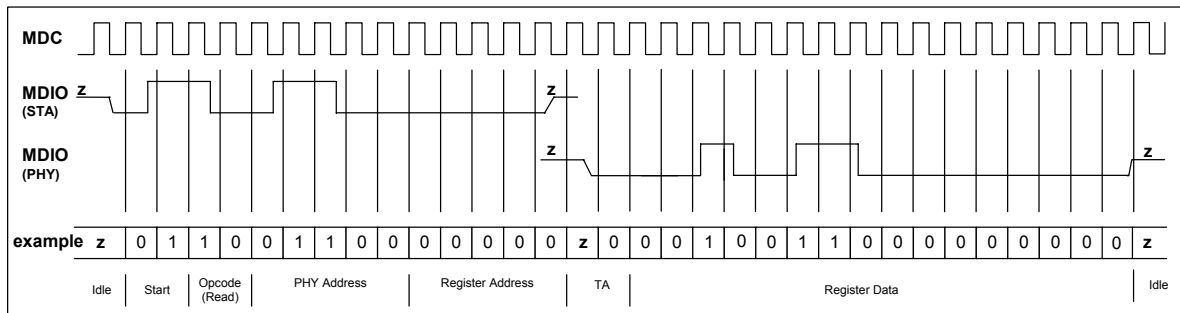 MDC
MDIO z z
(STA)
MDIO z z
(PHY)
example z 0 1 1 0 0 1 1 0 0 0 0 0 0 0 z 0 0 0 1 0 0 1 1 0 0 0 0 0 0 0 0 0 z
Idle Start Opcode PHY Address Register Address TA Register Data Idle
(Read)